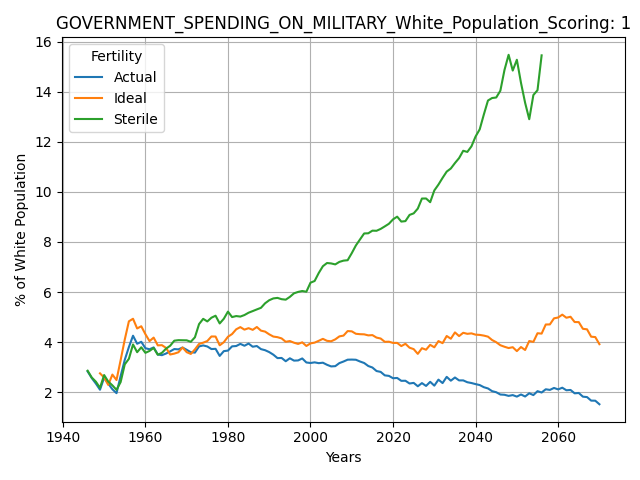 GOVERNMENT_SPENDING_ON_MILITARY_White_Population_Scoring: 1
Fertility
Actual
Ideal
Sterile
% of White Population
16
14
12
10
8
6
4
2
1940
1960
1980
2000
2020
2040
2060
Years